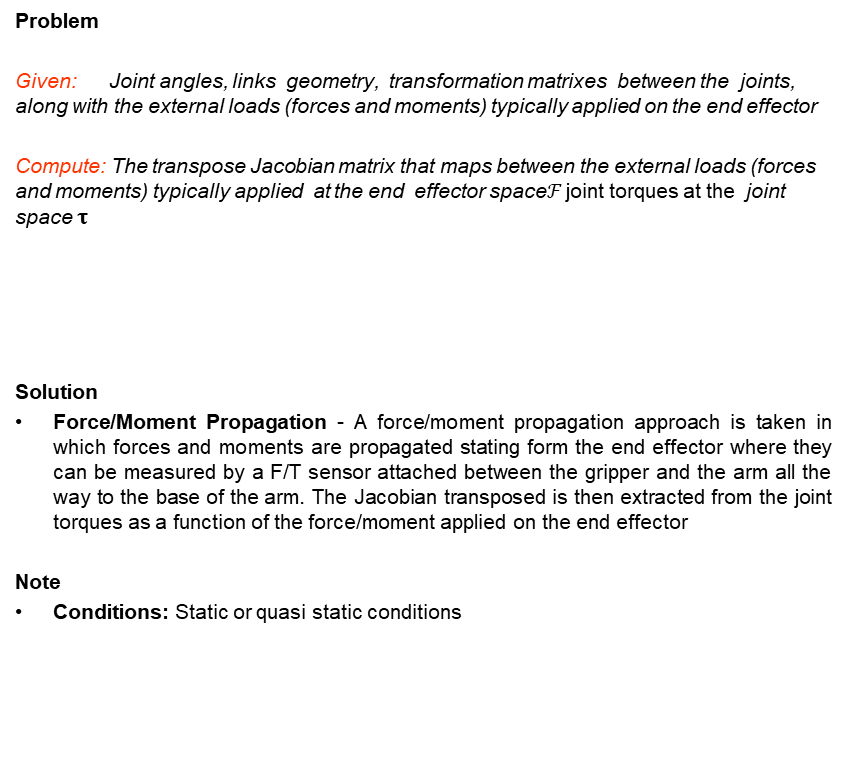 Problem
Given: Joint angles, links geometry, transformation matrixes between the joints,
along with the external loads (forces and moments) typically applied on the end effector
Compute: The transpose Jacobian matrix that maps between the external loads (forces
and moments) typically applied at the end effector space ℱ joint torques at the joint
space τ
Solution
• Force/Moment Propagation - A force/moment propagation approach is taken in
which forces and moments are propagated stating form the end effector where they
can be measured by a F/T sensor attached between the gripper and the arm all the
way to the base of the arm. The Jacobian transposed is then extracted from the joint
torques as a function of the force/moment applied on the end effector
Note
• Conditions: Static or quasi static conditions